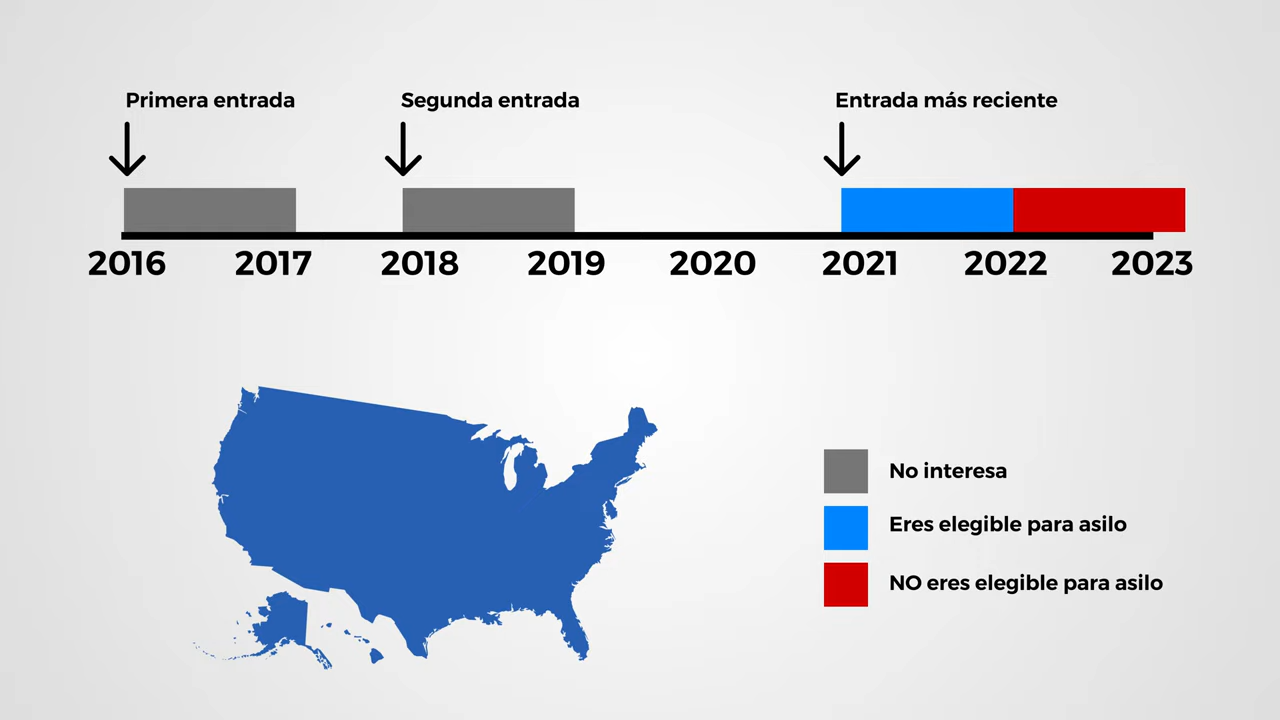 Primera entrada
Segunda entrada
Entrada más reciente
2016 2017 2018 2019 2020 2021 2022 2023
No interesa
Eres elegible para asilo
NO eres elegible para asilo